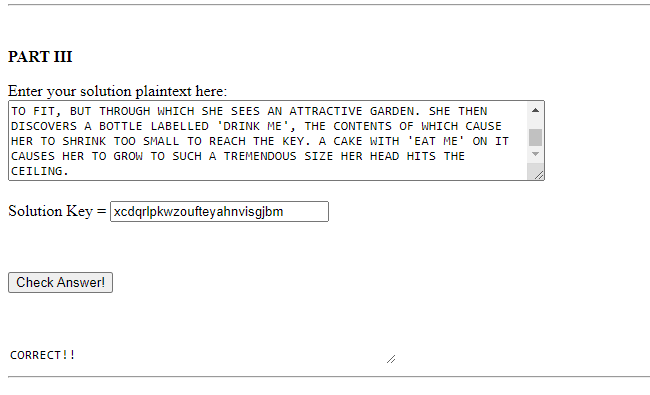 PART III
Enter your solution plaintext here:
TO FIT, BUT THROUGH WHICH SHE SEES AN ATTRACTIVE GARDEN. SHE THEN
DISCOVERS A BOTTLE LABELLED 'DRINK ME', THE CONTENTS OF WHICH CAUSE
HER TO SHRINK TOO SMALL TO REACH THE KEY. A CAKE WITH 'EAT ME' ON IT
CAUSES HER TO GROW TO SUCH A TREMENDOUS SIZE HER HEAD HITS THE
CEILING.
Solution Key = xcdqrlpkwzoufteyahnvisgjbm
Check Answer!
CORRECT!!